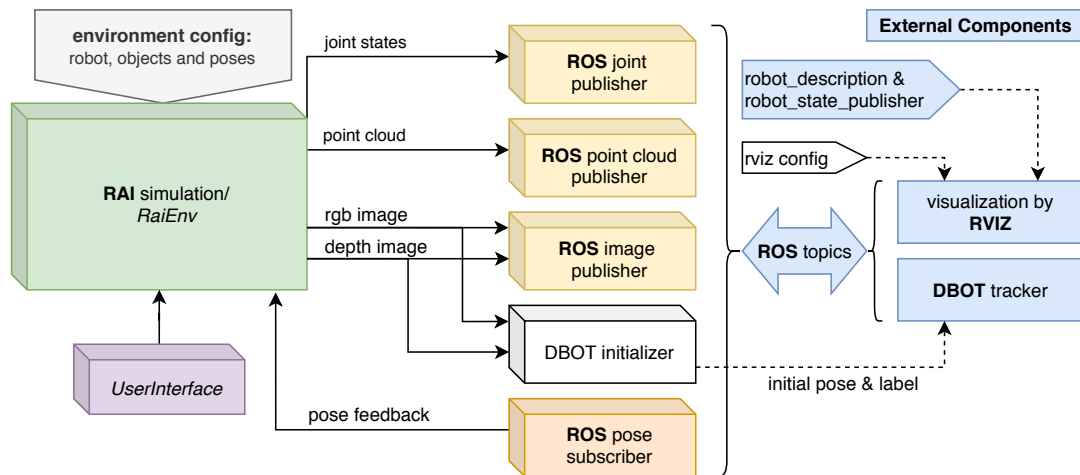 environment config:
robot, objects and poses
RAI simulation/
RaiEnv
UserInterface
joint states
point cloud
rgb image
depth image
pose feedback
ROS joint
publisher
ROS point cloud
publisher
ROS image
publisher
DBOT initializer
ROS pose
subscriber
ROS topics
External Components
robot_description &
robot_state_publisher
rviz config
visualization by
RVIZ
DBOT tracker
initial pose & label